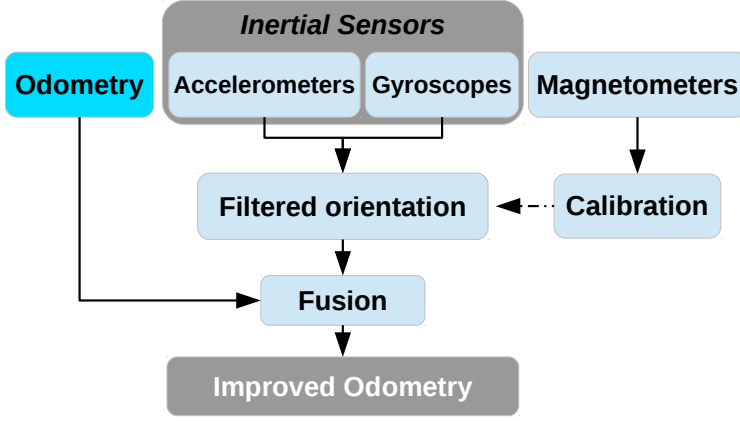 Inertial Sensors
Odometry
Accelerometers
Gyroscopes
Magnetometers
Filtered orientation
Calibration
Fusion
Improved Odometry